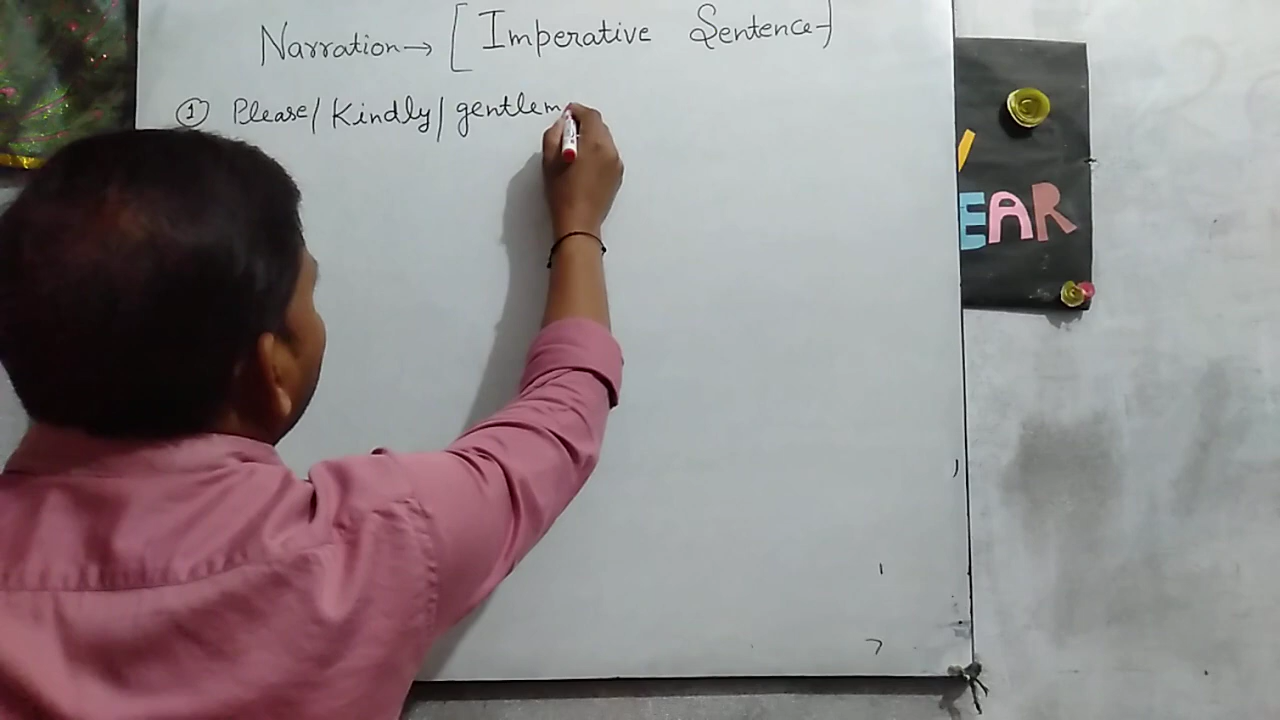 Narration → [Imperative Sentence]
① Please/Kindly/gentlem
EAR